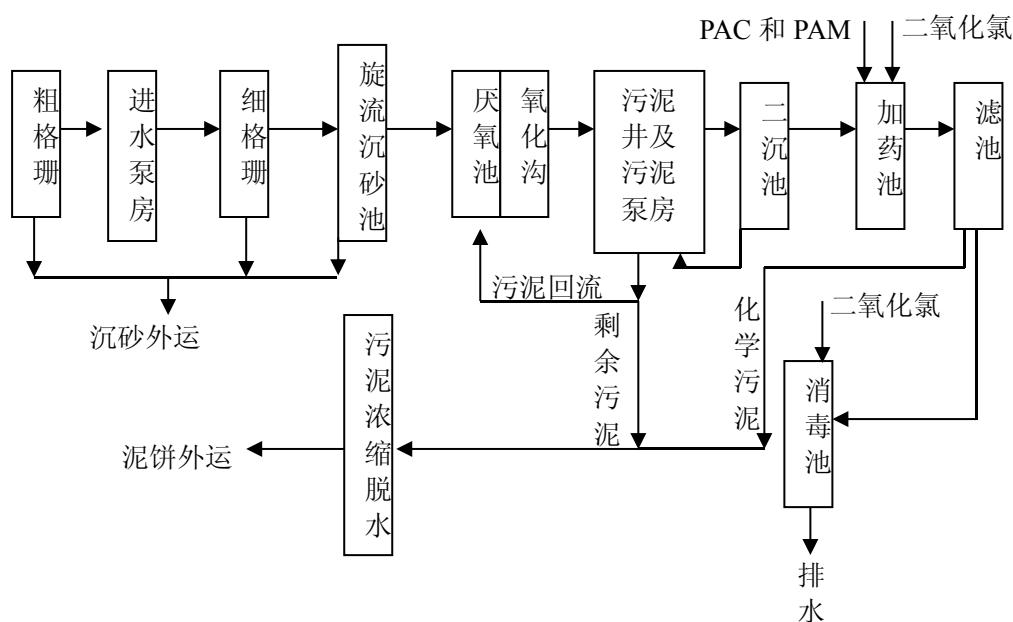 PAC 和 PAM
二氧化氯
粗格珊
进水泵房
细格珊
旋流沉砂池
厌氧池
氧化沟
污泥
井及
污泥
泵房
二沉池
加药池
滤池
污泥回流
沉砂外运
剩余污泥
化学污泥
二氧化氯
污泥浓缩脱水
消毒池
泥饼外运
排水